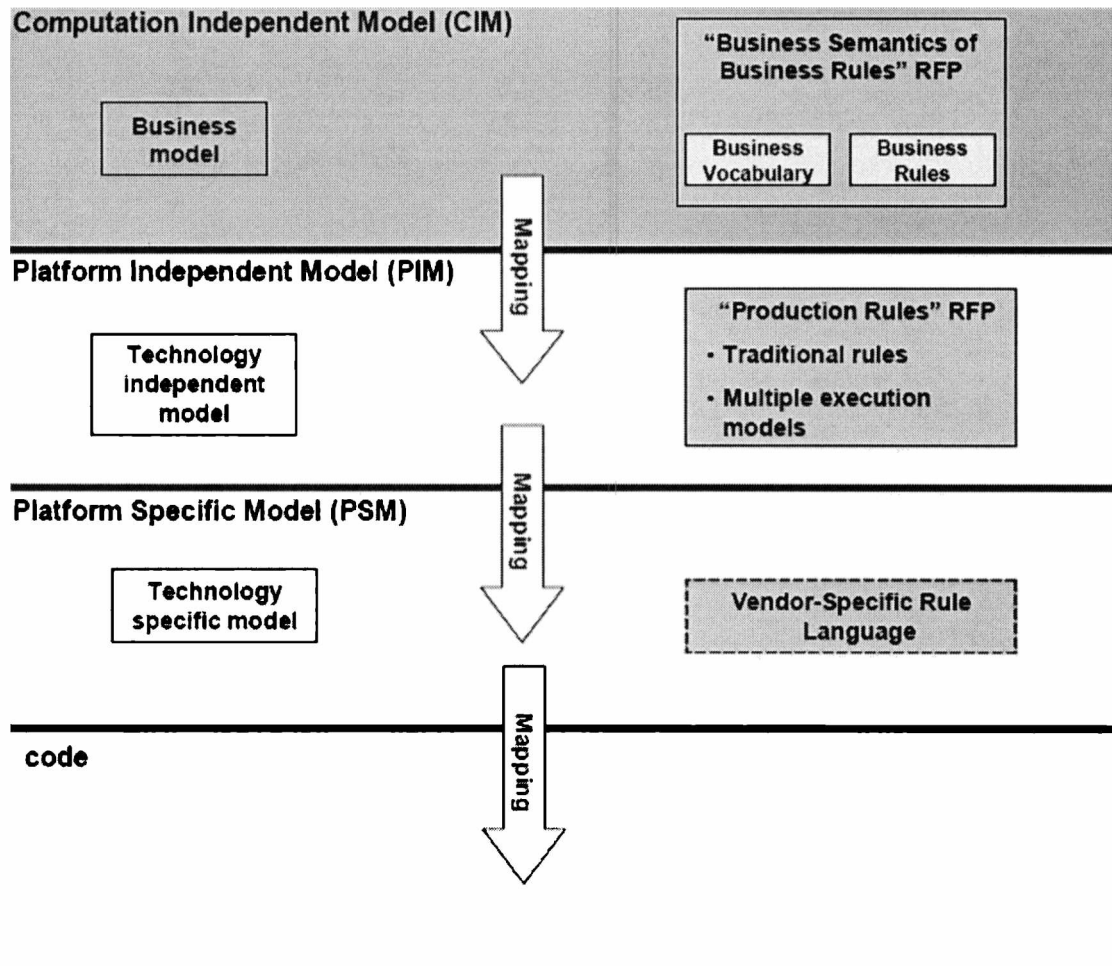 Computation Independent Model (CIM)
"Business Semantics of
Business Rules" RFP
Business
model
Business
Vocabulary
Business
Rules
Mapping
Platform Independent Model (PIM)
Technology
independent
model
"Production Rules" RFP
· Traditional rules
· Multiple execution
models
Mapping
Platform Specific Model (PSM)
Technology
specific model
Vendor-Specific Rule
Language
Mapping
code